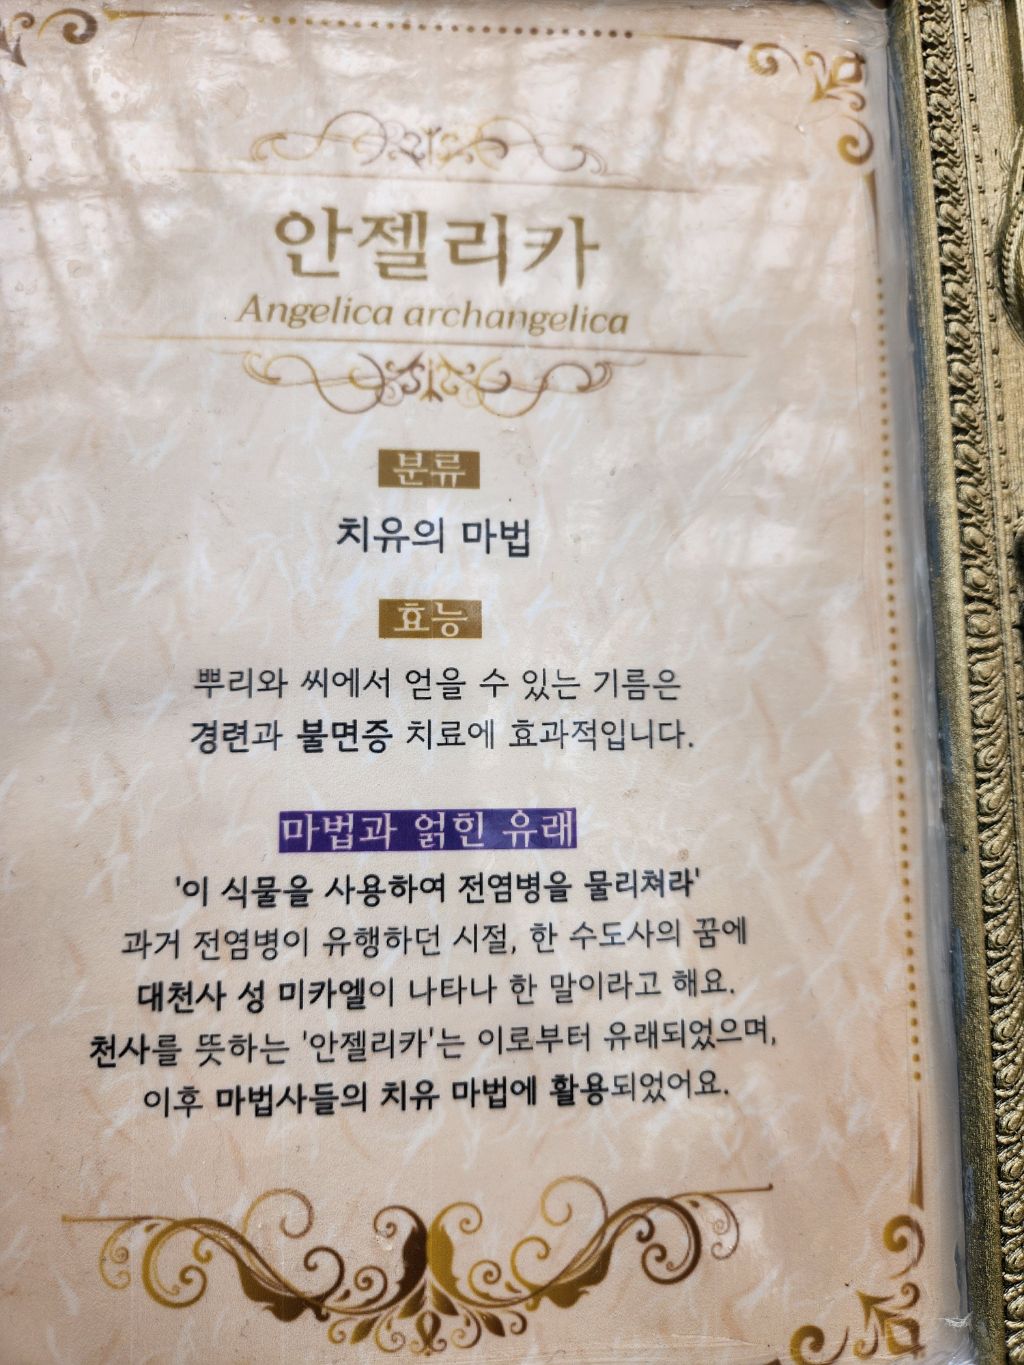 안젤리카
Angelica archangelica
분류
치유의 마법
효능
뿌리와 씨에서 얻을 수 있는 기름은
경련과 불면증 치료에 효과적입니다.
마법과 얽힌 유래
'이 식물을 사용하여 전염병을 물리쳐라'
과거 전염병이 유행하던 시절, 한 수도사의 꿈에
대천사 성 미카엘이 나타나 한 말이라고 해요.
천사를 뜻하는 '안젤리카'는 이로부터 유래되었으며,
이후 마법사들의 치유 마법에 활용되었어요.